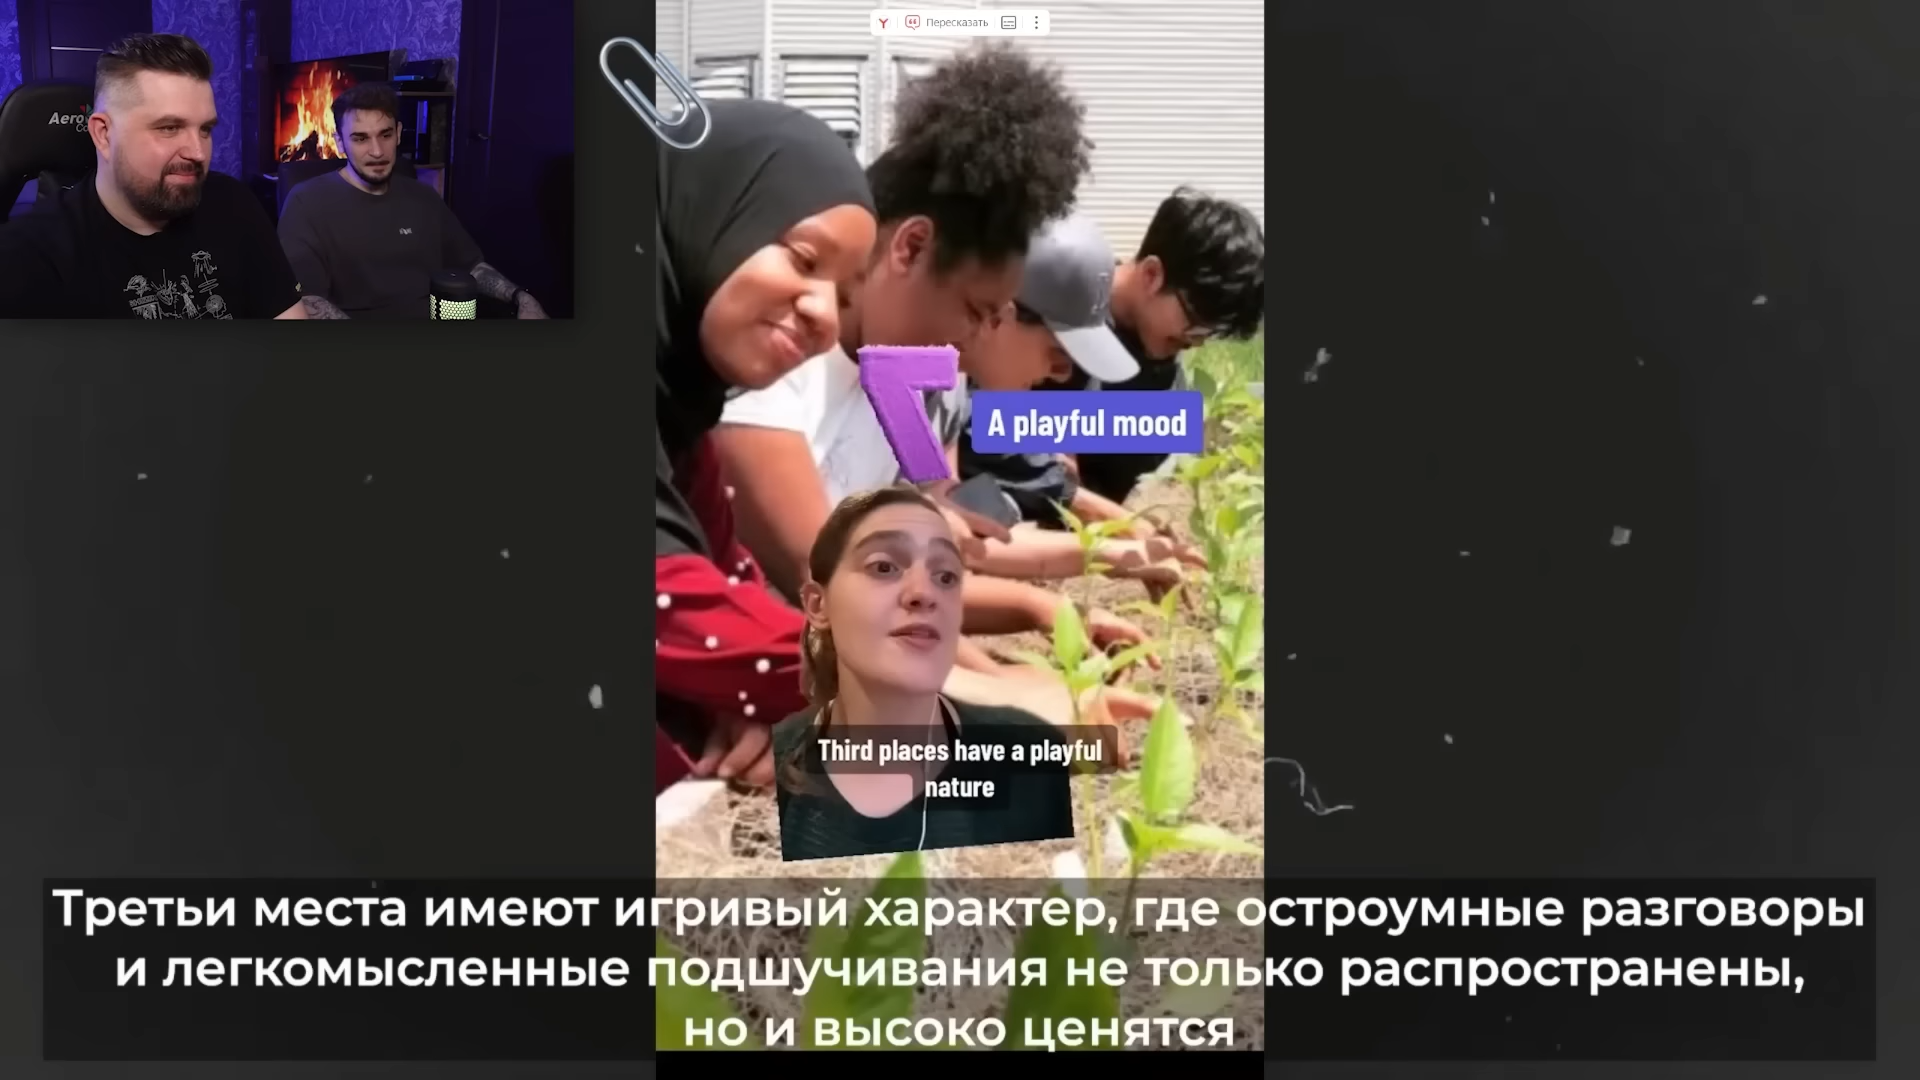 Пересказать
Aero
7
A playful mood
Third places have a playful
nature
Третьи места имеют игривый характер, где остроумные разговоры
и легкомысленные подшучивания не только распространены,
но и высоко ценятся